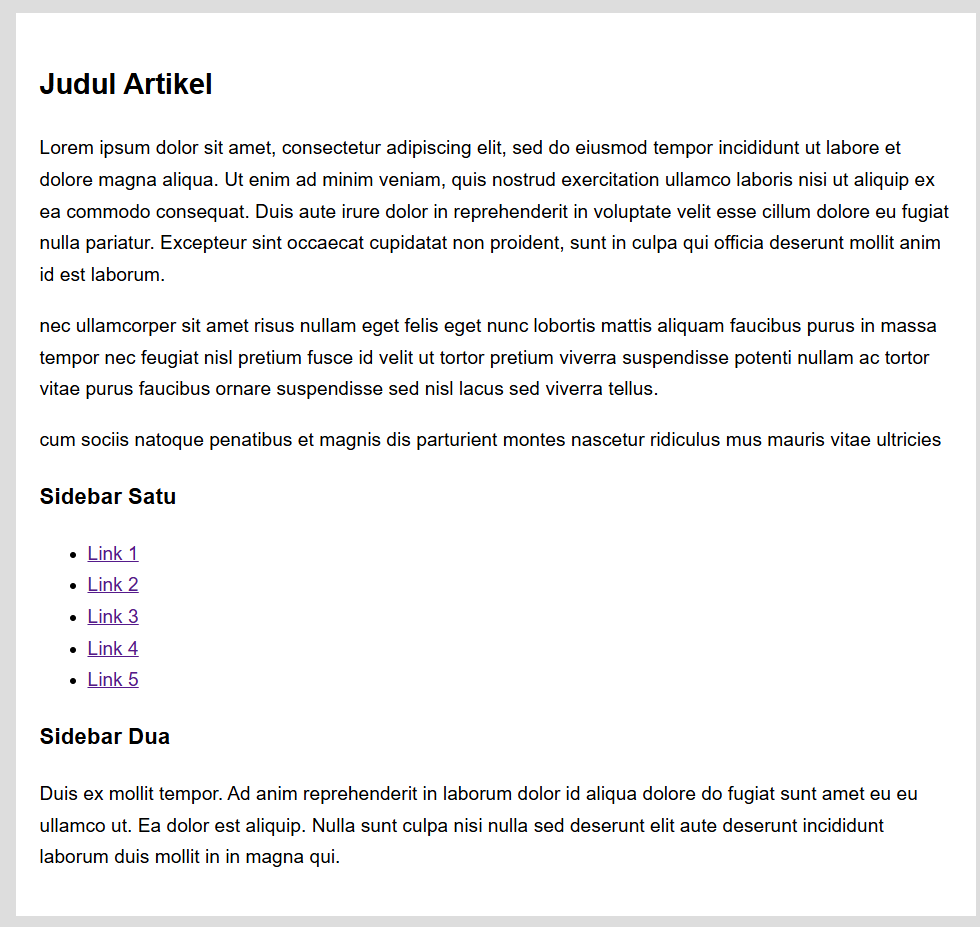 Judul Artikel
Lorem ipsum dolor sit amet, consectetur adipiscing elit, sed do eiusmod tempor incididunt ut labore et
dolore magna aliqua. Ut enim ad minim veniam, quis nostrud exercitation ullamco laboris nisi ut aliquip ex
ea commodo consequat. Duis aute irure dolor in reprehenderit in voluptate velit esse cillum dolore eu fugiat
nulla pariatur. Excepteur sint occaecat cupidatat non proident, sunt in culpa qui officia deserunt mollit anim
id est laborum.
nec ullamcorper sit amet risus nullam eget felis eget nunc lobortis mattis aliquam faucibus purus in massa
tempor nec feugiat nisl pretium fusce id velit ut tortor pretium viverra suspendisse potenti nullam ac tortor
vitae purus faucibus ornare suspendisse sed nisl lacus sed viverra tellus.
cum sociis natoque penatibus et magnis dis parturient montes nascetur ridiculus mus mauris vitae ultricies
Sidebar Satu
• Link 1
• Link 2
• Link 3
• Link 4
• Link 5
Sidebar Dua
Duis ex mollit tempor. Ad anim reprehenderit in laborum dolor id aliqua dolore do fugiat sunt amet eu eu
ullamco ut. Ea dolor est aliquip. Nulla sunt culpa nisi nulla sed deserunt elit aute deserunt incididunt
laborum duis mollit in in magna qui.